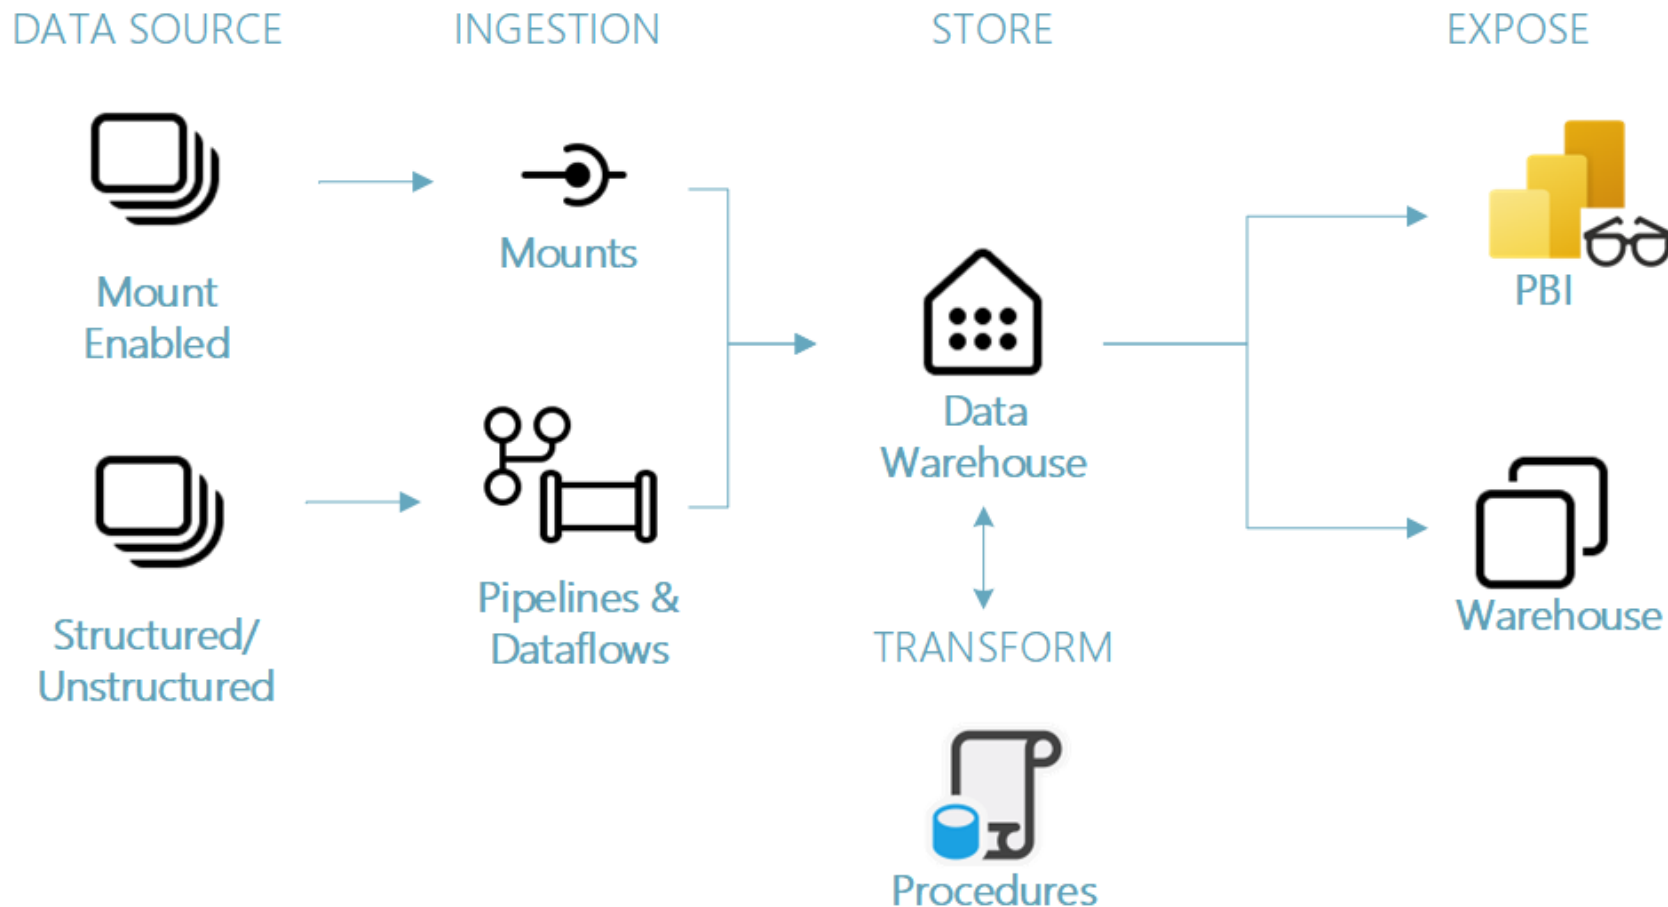 DATA SOURCE
INGESTION
STORE
EXPOSE
Mount
Enabled
Mounts
PBI
Data
Warehouse
Structured/
Unstructured
Pipelines &
Dataflows
TRANSFORM
Warehouse
Procedures